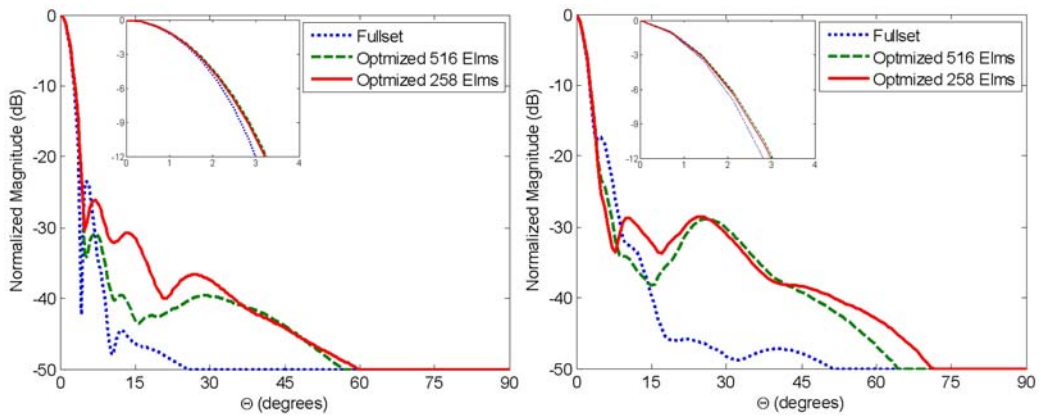 0
-10
-20
-30
-40
-50
Normalized Magnitude (dB)
0
-3
-6
-9
-12
0 1 2 3 4
Fullset
Optmized 516 Elms
Optmized 258 Elms
0 15 30 45 60 75 90
Θ (degrees)
0
-10
-20
-30
-40
-50
Normalized Magnitude (dB)
0
-3
-6
-9
-12
0 1 2 3 4
Fullset
Optmized 516 Elms
Optmized 258 Elms
0 15 30 45 60 75 90
Θ (degrees)